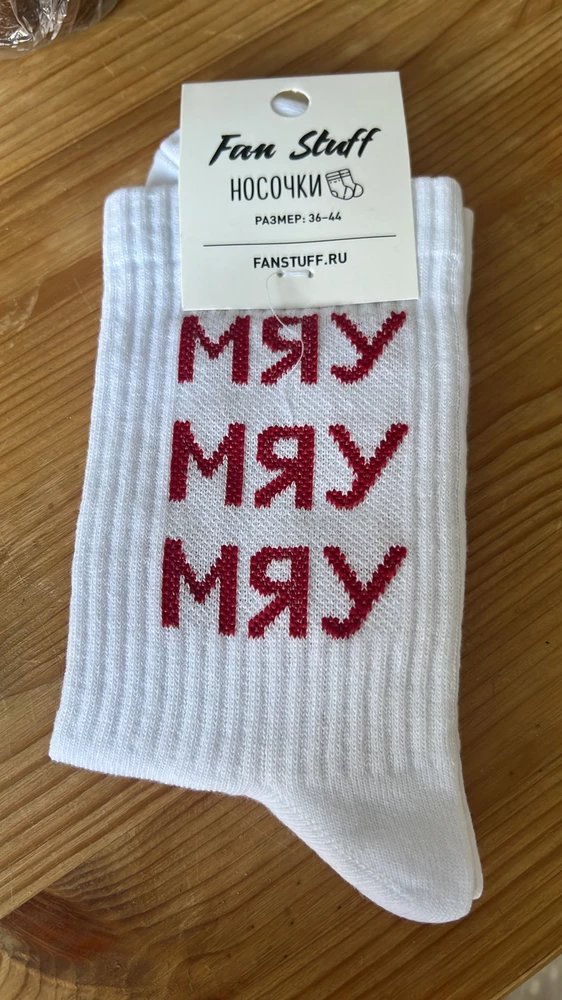 Fan Stuff
НОСОЧКИ
РАЗМЕР: 36-44
FANSTUFF.RU
МЯУ
МЯУ
МЯУ